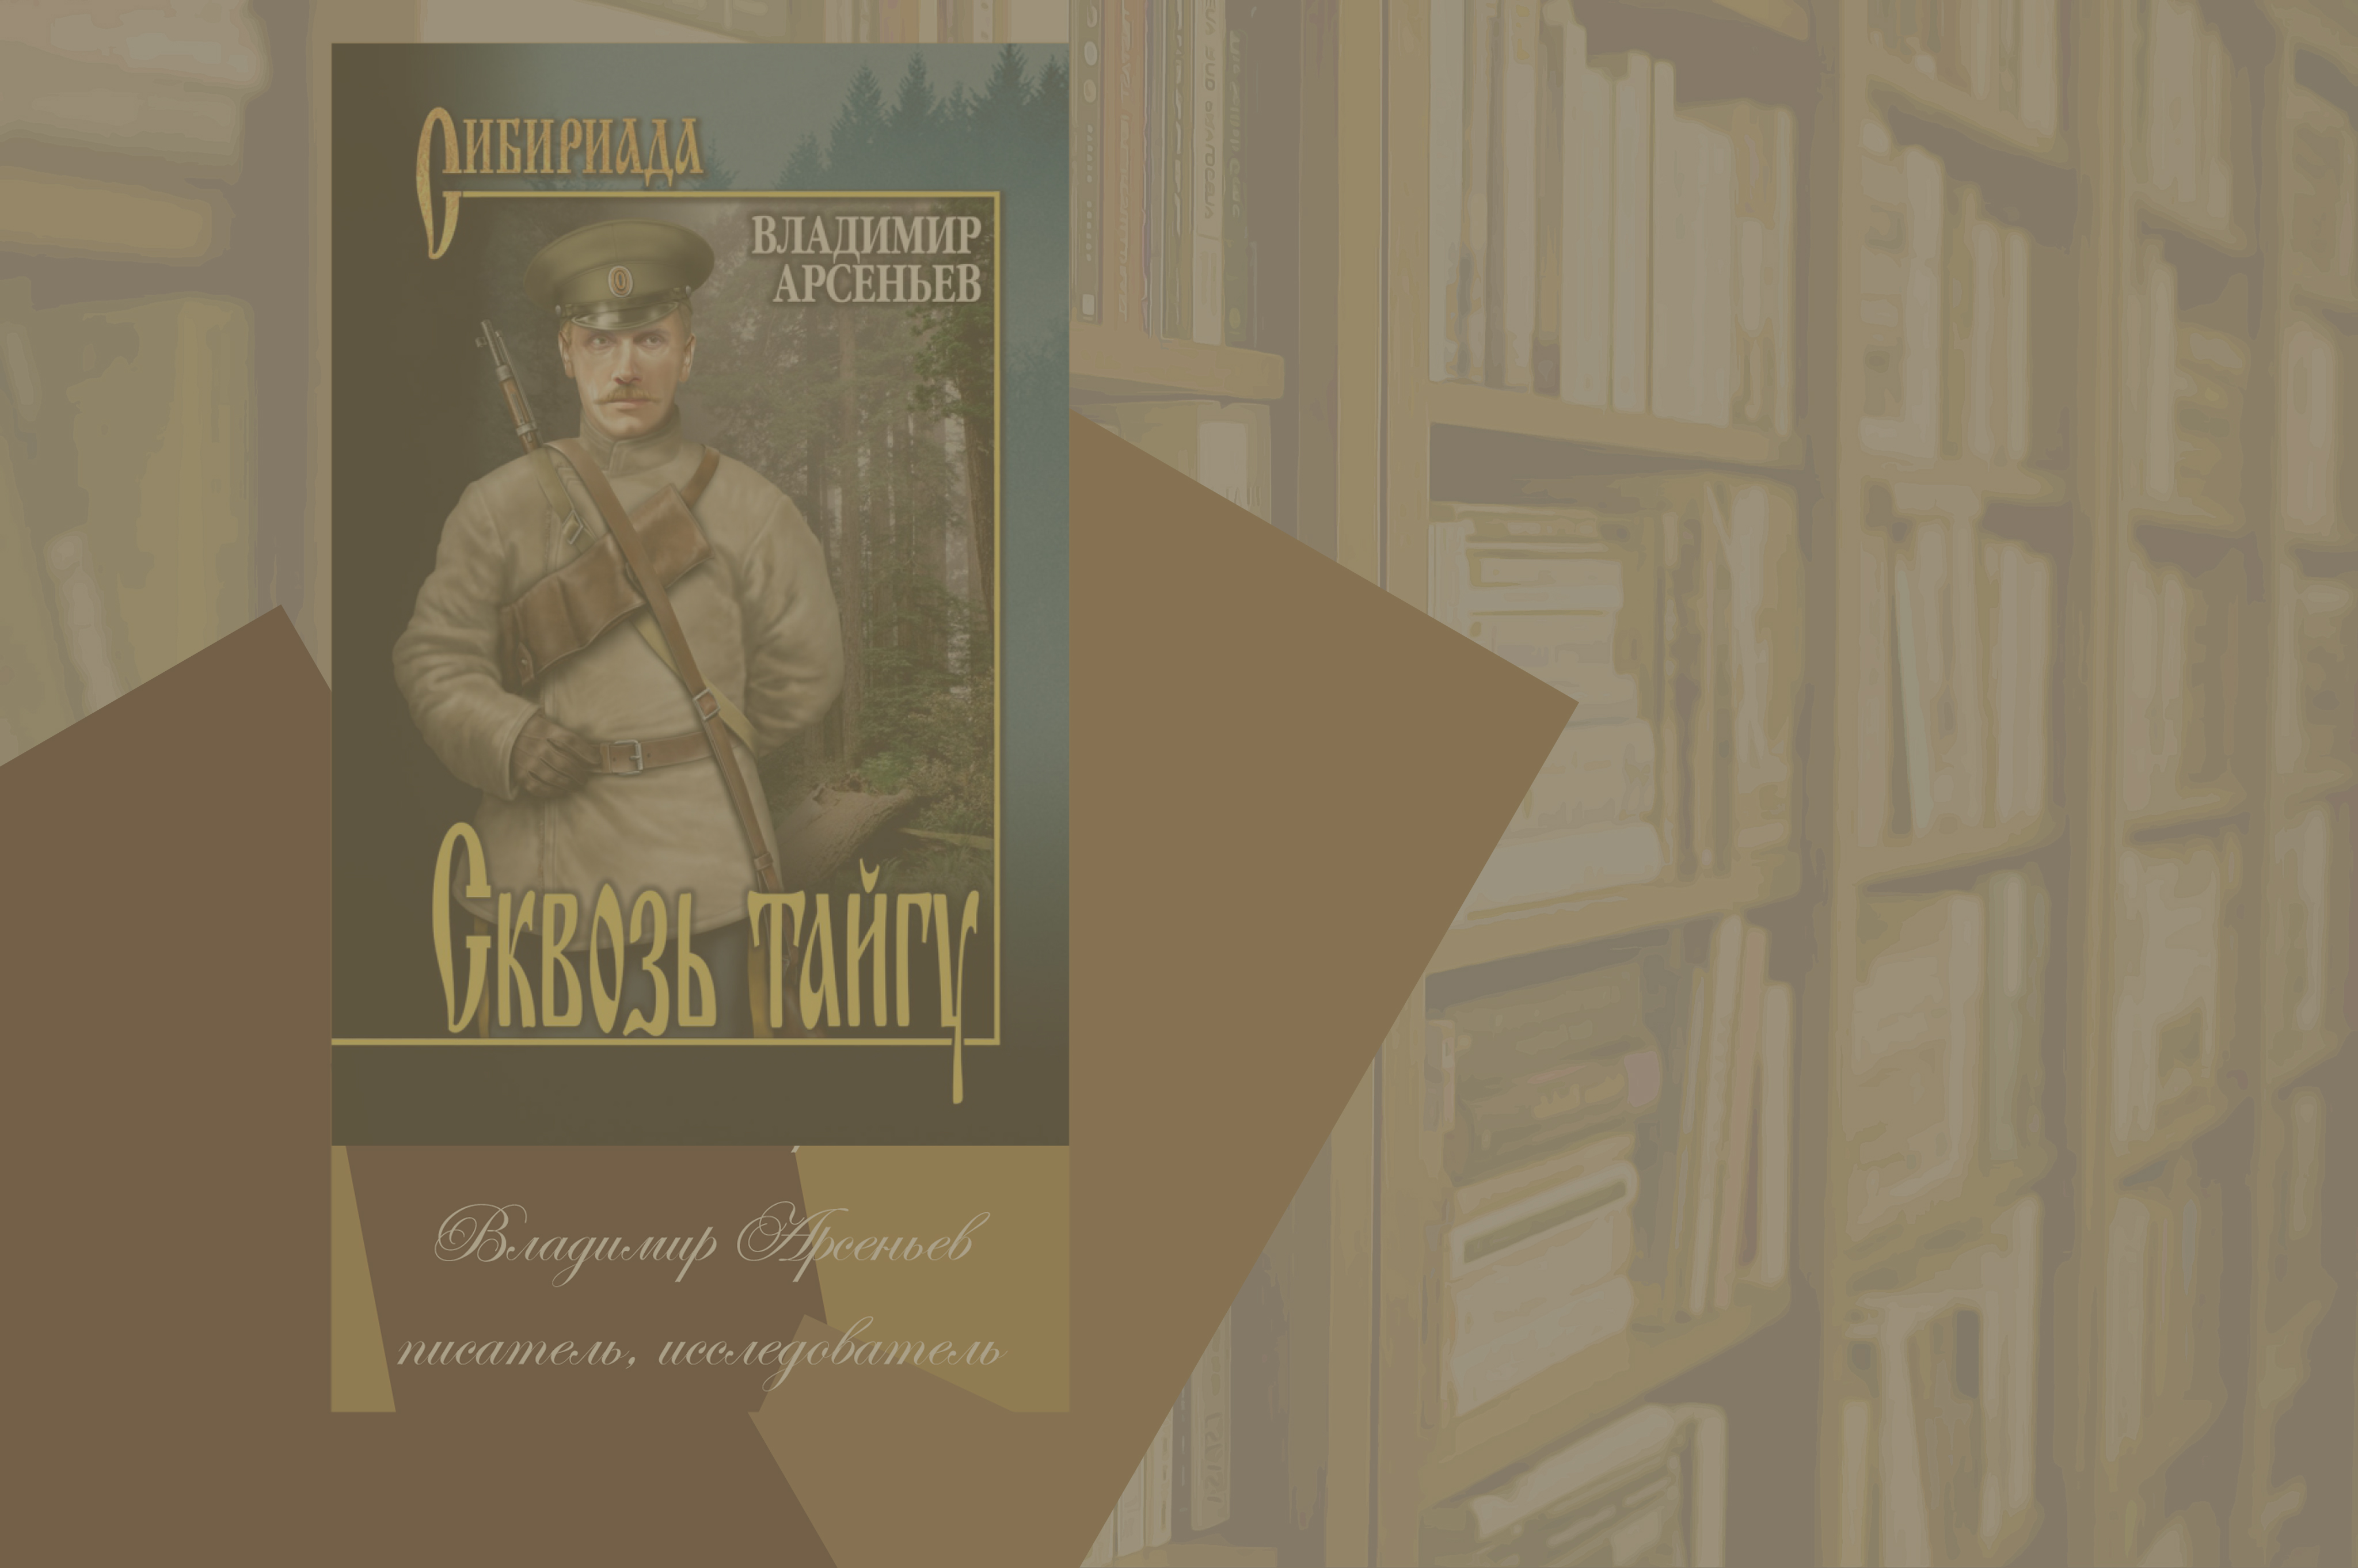 Сибириада
ВЛАДИМИР
АРСЕНЬЕВ
Сквозь тайгу
Владимир Арсеньев
писатель, исследователь